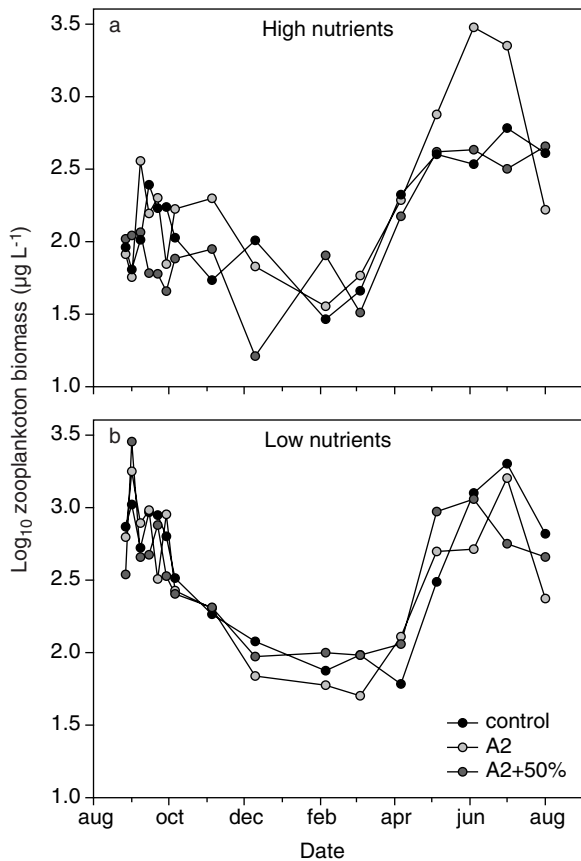 a
High nutrients
3.5
3.0
2.5
2.0
1.5
1.0
Log10 zooplankoton biomass (µg L-1)
b
Low nutrients
3.5
3.0
2.5
2.0
1.5
1.0
control
A2
A2+50%
aug oct dec feb apr jun aug
Date